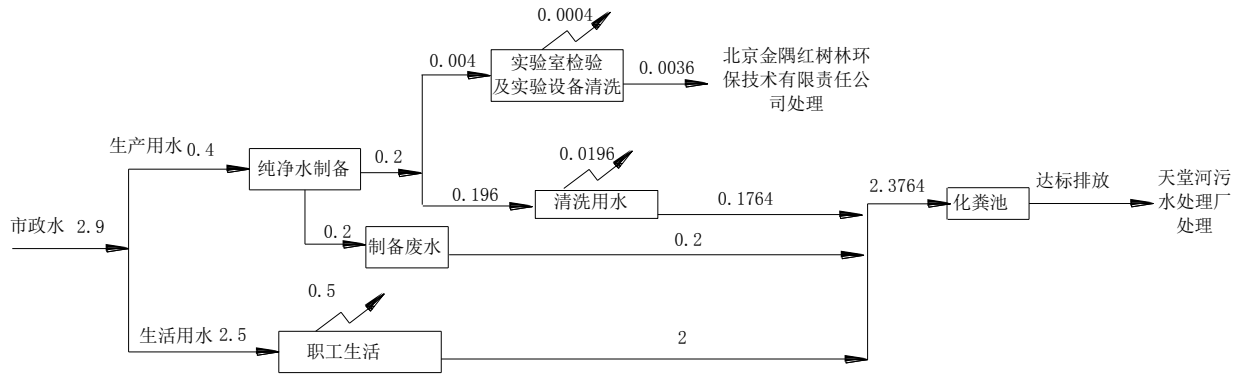 0.0004
实验室检验
及实验设备清洗
0.004
0.0036
北京金隅红树林环
保技术有限责任公
司处理
生产用水 0.4
纯净水制备
0.2
0.0196
0.196
清洗用水
0.1764
2.3764
化粪池
达标排放
天堂河污
水处理厂
处理
市政水 2.9
0.2
制备废水
0.2
0.5
生活用水 2.5
职工生活
2